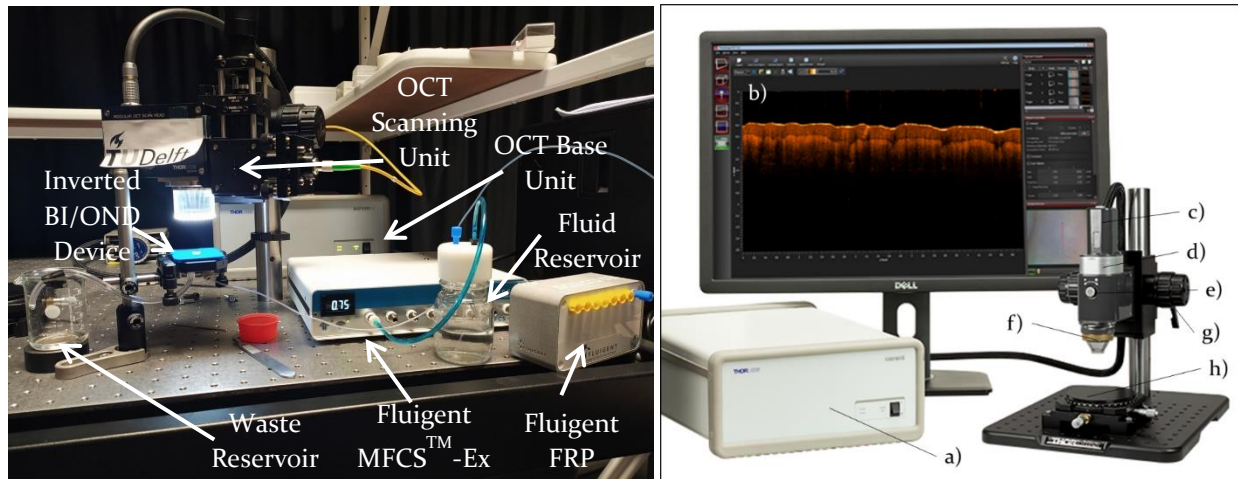 OCT
Scanning
Unit
OCT Base
Unit
TUDelft
Inverted
BI/OND
Device
Fluid
Reservoir
0.75
FLUIGENT
Waste
Reservoir
Fluigent
MFCS™-Ex
Fluigent
FRP
b)
DELL
c)
d)
e)
f)
g)
h)
THORLABS
a)